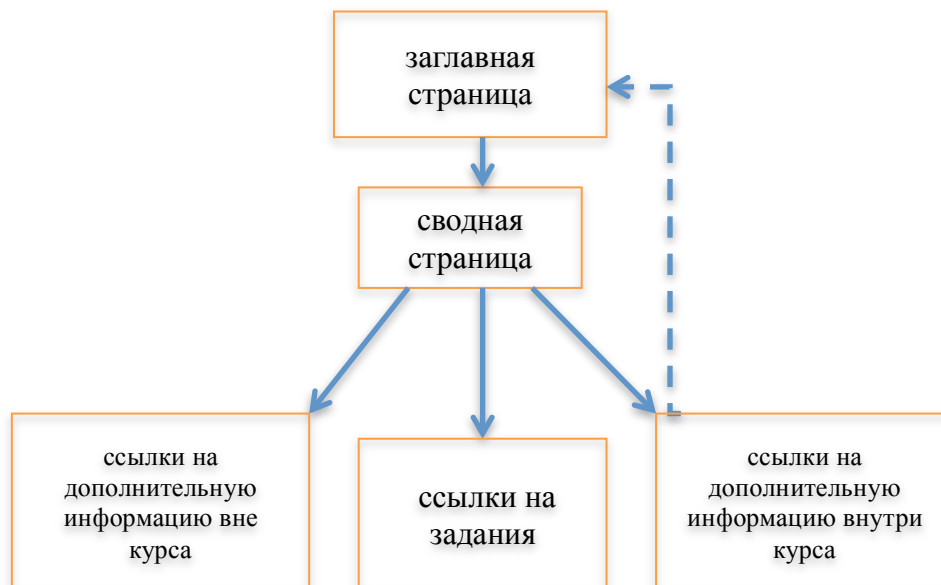 заглавная
страница
сводная
страница
ссылки на
дополнительную
информацию вне
курса
ссылки на
задания
ссылки на
дополнительную
информацию внутри
курса